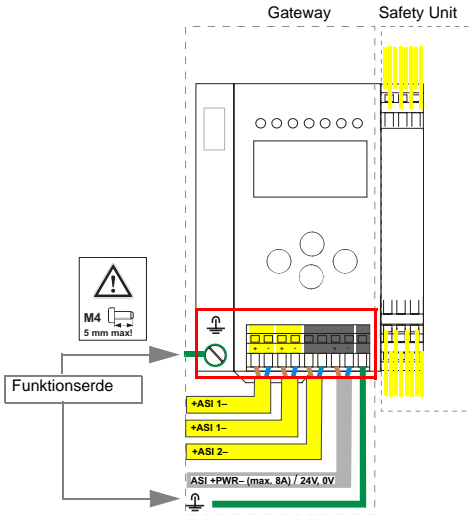 Gateway Safety Unit
M4
5 mm max!
+ - + - + -
Funktionserde
+ASI 1–
+ASI 1–
+ASI 2–
ASI +PWR– (max. 8A) / 24V, 0V